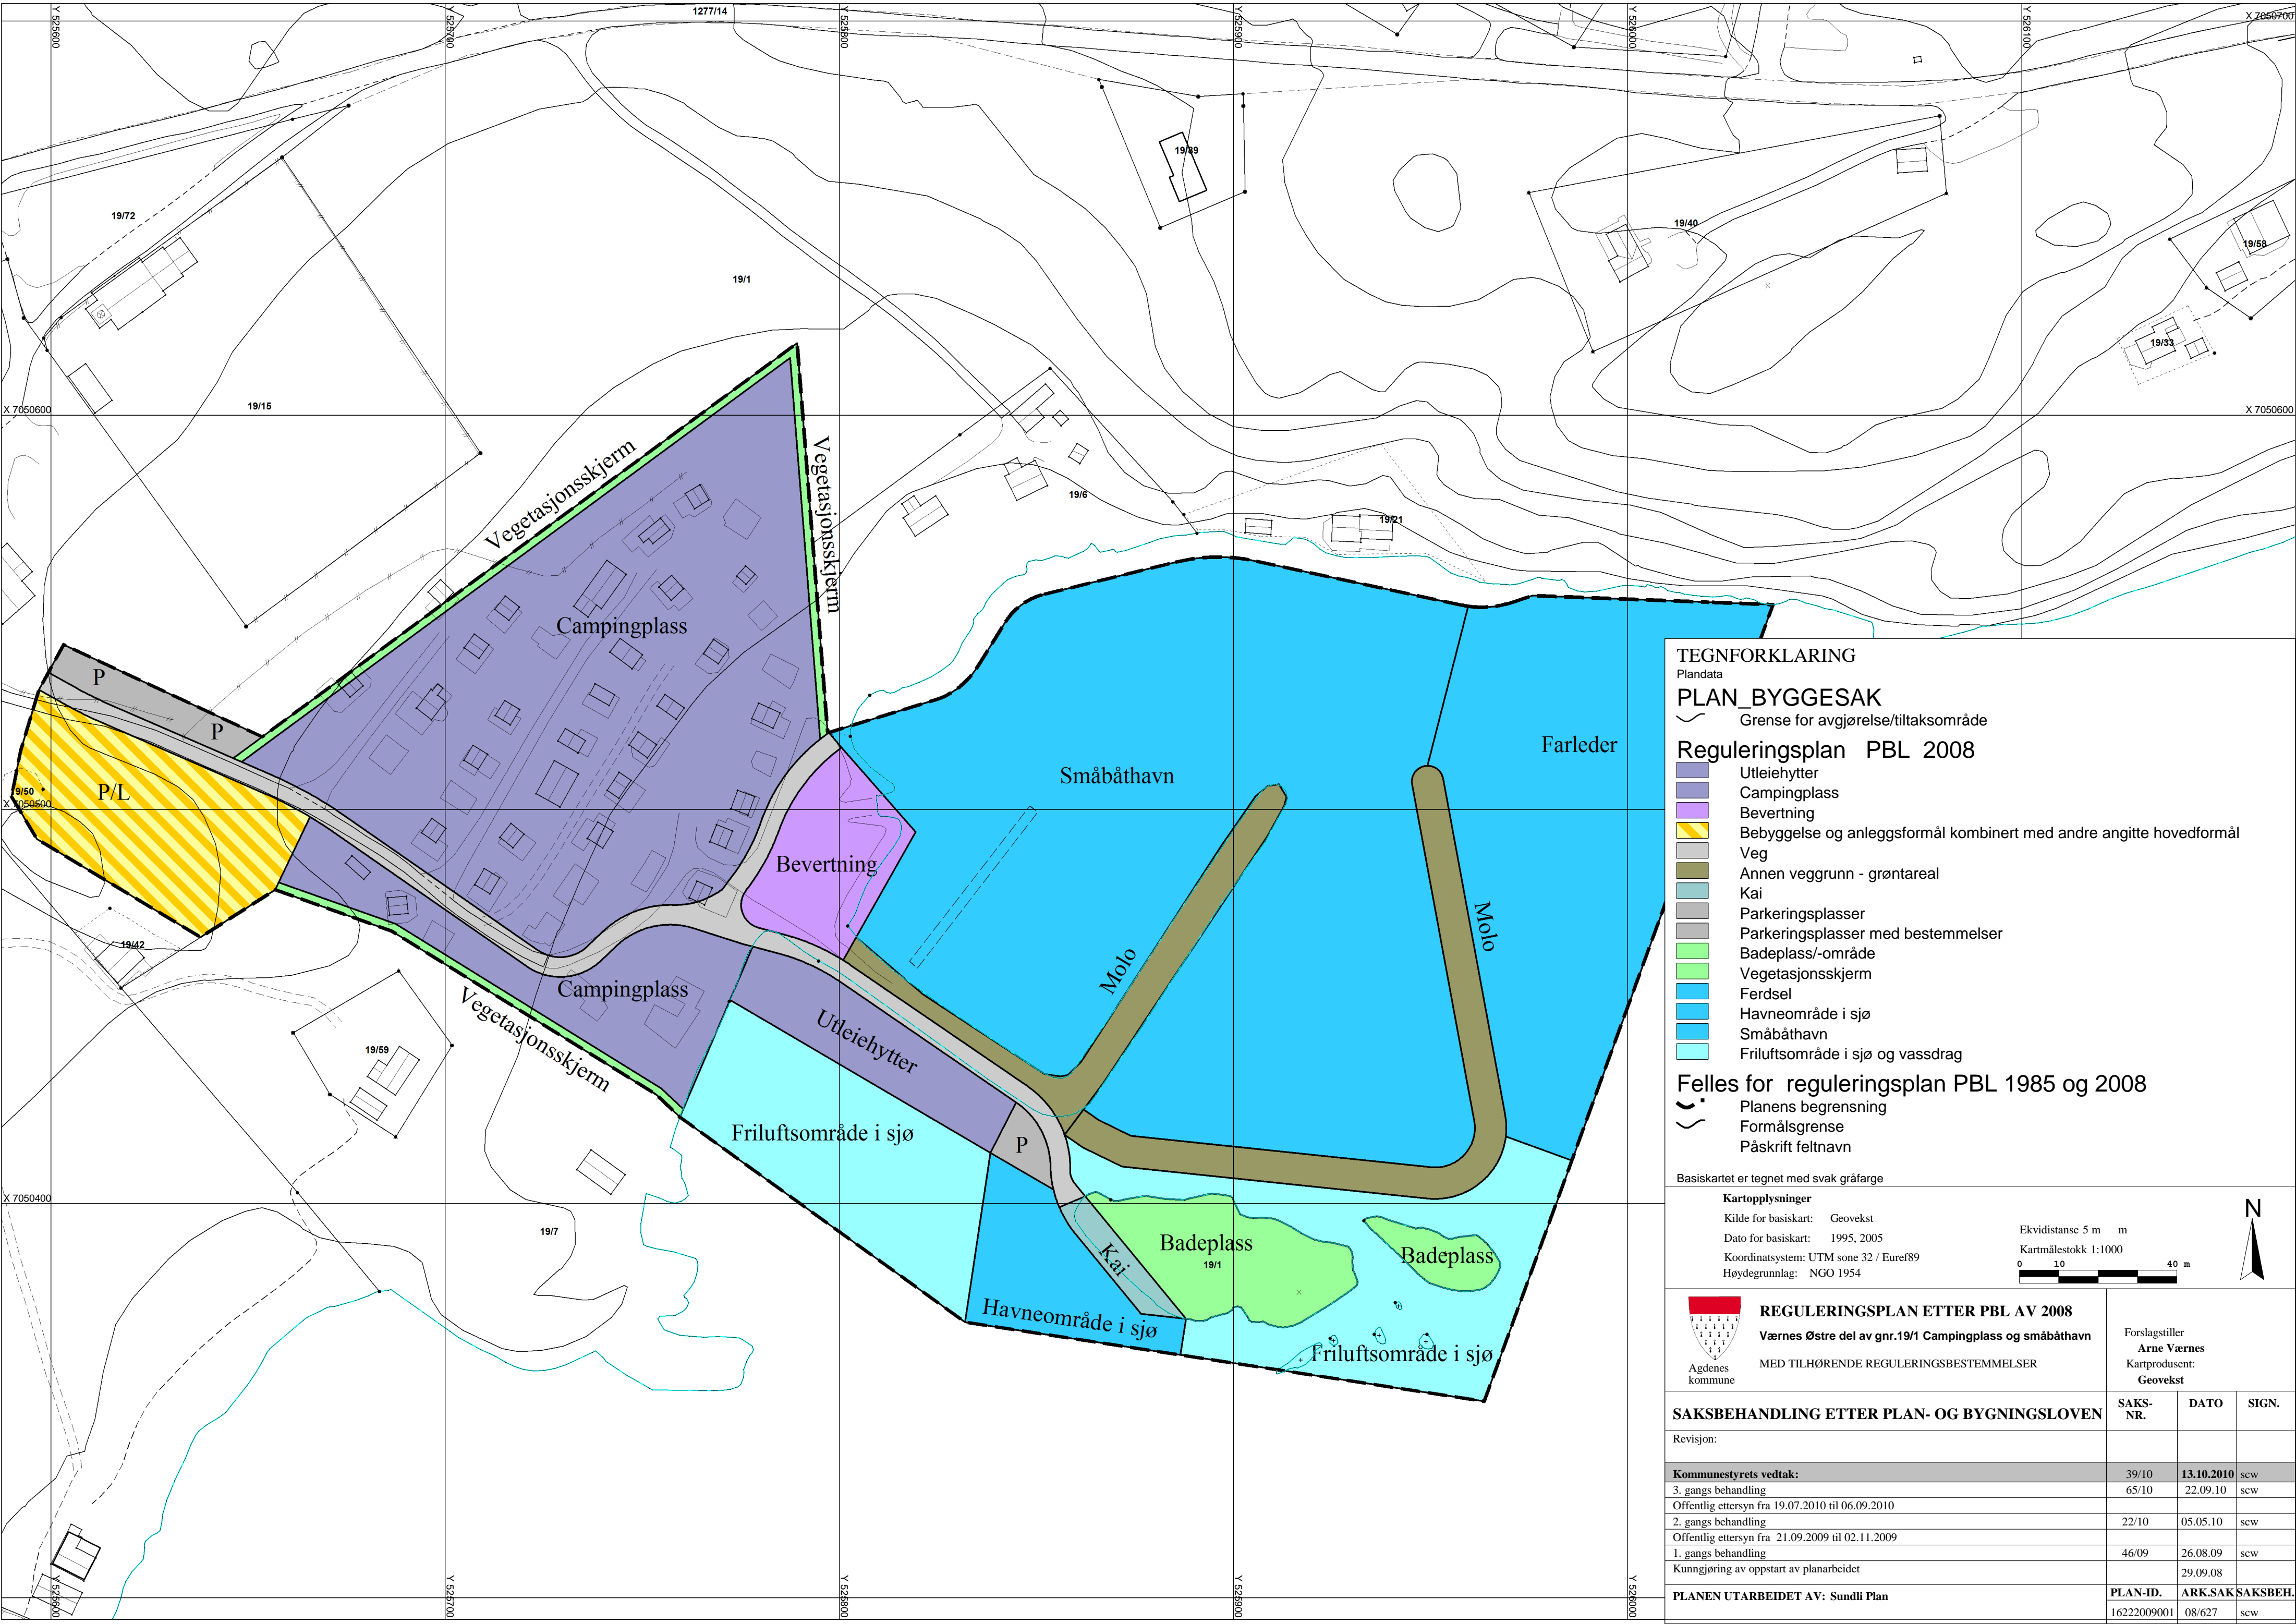 Y 525600
Y 525700
1277/14
Y 525800
Y 525900
Y 526000
Y 526100
X 7050700
19/39
19/72
19/40
19/58
19/1
19/33
X 7050600
19/15
X 7050600
Vegetasjonsskjerm
Vegetasjonsskjerm
19/6
19/21
Campingplass
P
P
Farleder
Småbåthavn
P/L
19/50
X 7050500
Bevertning
Molo
Molo
19/42
Campingplass
Vegetasjonsskjerm
Utleiehytter
19/59
Friluftsområde i sjø
P
X 7050400
19/7
Kai
Badeplass
19/1
Badeplass
Havneområde i sjø
Friluftsområde i sjø
Y 525600
Y 525700
Y 525800
Y 525900
Y 526000
TEGNFORKLARING
Plandata
PLAN_BYGGESAK
Grense for avgjørelse/tiltaksområde
Reguleringsplan PBL 2008
Utleiehytter
Campingplass
Bevertning
Bebyggelse og anleggsformål kombinert med andre angitte hovedformål
Veg
Annen veggrunn - grøntareal
Kai
Parkeringsplasser
Parkeringsplasser med bestemmelser
Badeplass/-område
Vegetasjonsskjerm
Ferdsel
Havneområde i sjø
Småbåthavn
Friluftsområde i sjø og vassdrag
Felles for reguleringsplan PBL 1985 og 2008
Planens begrensning
Formålsgrense
Påskrift feltnavn
Basiskartet er tegnet med svak gråfarge
Kartopplysninger
Kilde for basiskart: Geovekst
Dato for basiskart: 1995, 2005
Koordinatsystem: UTM sone 32 / Euref89
Høydegrunnlag: NGO 1954
Ekvidistanse 5 m m
Kartmålestokk 1:1000
0 10 40 m
N
REGULERINGSPLAN ETTER PBL AV 2008
Værnes Østre del av gnr.19/1 Campingplass og småbåthavn
MED TILHØRENDE REGULERINGSBESTEMMELSER
Agdenes
kommune
Forslagstiller
Arne Værnes
Kartprodusent:
Geovekst
SAKSBEHANDLING ETTER PLAN- OG BYGNINGSLOVEN SAKS-NR. DATO SIGN.
Revisjon:
Kommunestyrets vedtak: 39/10 13.10.2010 scw
3. gangs behandling 65/10 22.09.10 scw
Offentlig ettersyn fra 19.07.2010 til 06.09.2010
2. gangs behandling 22/10 05.05.10 scw
Offentlig ettersyn fra 21.09.2009 til 02.11.2009
1. gangs behandling 46/09 26.08.09 scw
Kunngjøring av oppstart av planarbeidet 29.09.08
PLANEN UTARBEIDET AV: Sundli Plan PLAN-ID. ARK.SAK SAKSBEH.
16222009001 08/627 scw